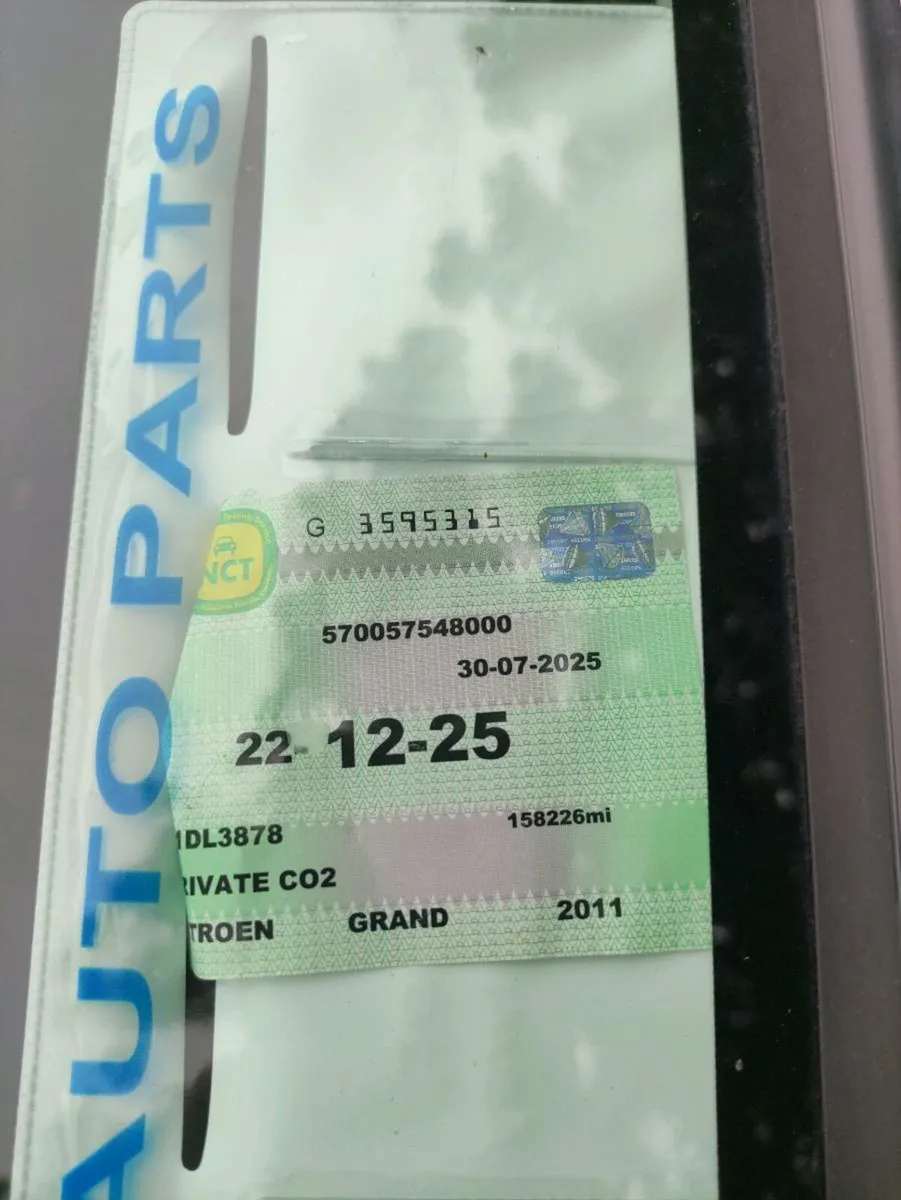 AUTO PARTS
NCT
G 3595315
570057548000
30-07-2025
22- 12-25
1DL3878
158226mi
RIVATE CO2
TROEN GRAND 2011